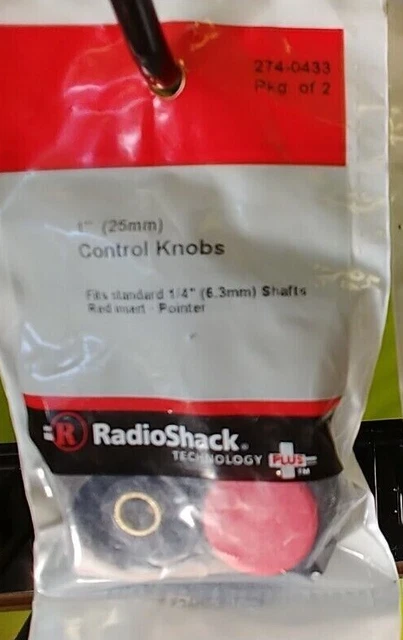 274-0433
Pkg of 2
1" (25mm)
Control Knobs
Fits standard 1/4" (6.3mm) Shafts
Red insert - Pointer
R RadioShack®
TECHNOLOGY PLUS™